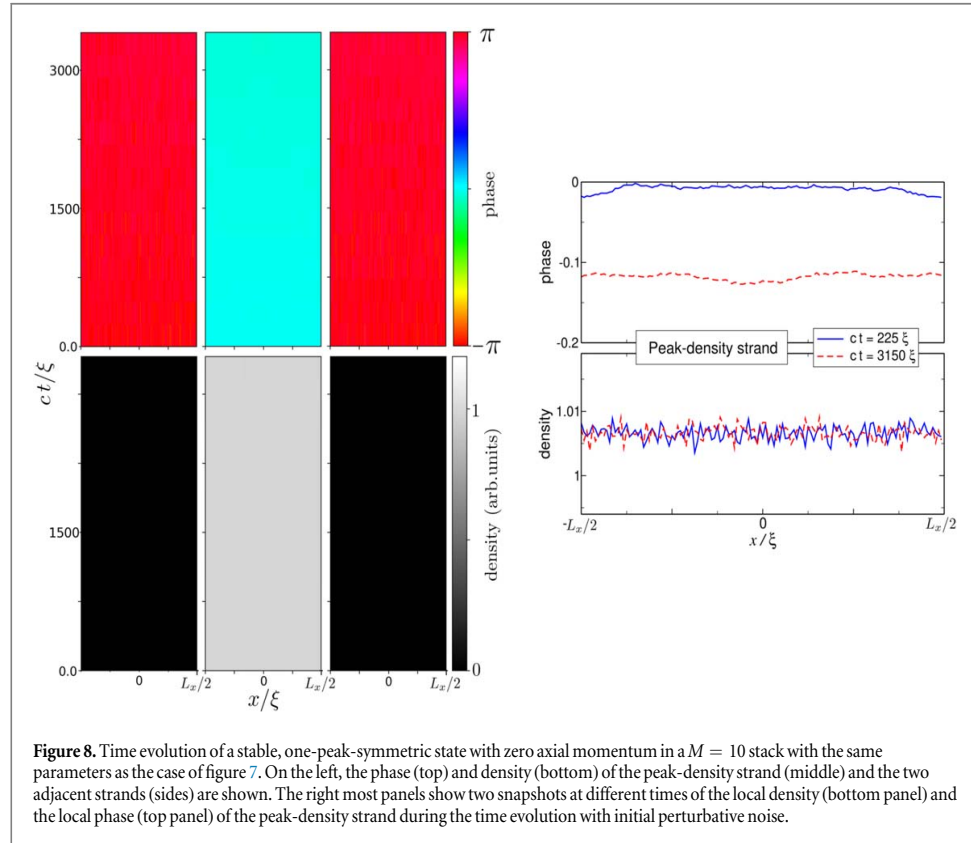 π
3000
phase
1500
0.0
−π
0
-0.1
-0.2
phase
Peak-density strand
c t = 225 ξ
c t = 3150 ξ
1.01
1
density
-Lx/2
0
Lx/2
x/ξ
c t/ξ
1
density (arb.units)
1500
0.0
0
0
Lx/2
0
Lx/2
0
Lx/2
x/ξ
Figure 8. Time evolution of a stable, one-peak-symmetric state with zero axial momentum in a M = 10 stack with the same
parameters as the case of figure 7. On the left, the phase (top) and density (bottom) of the peak-density strand (middle) and the two
adjacent strands (sides) are shown. The right most panels show two snapshots at different times of the local density (bottom panel) and
the local phase (top panel) of the peak-density strand during the time evolution with initial perturbative noise.